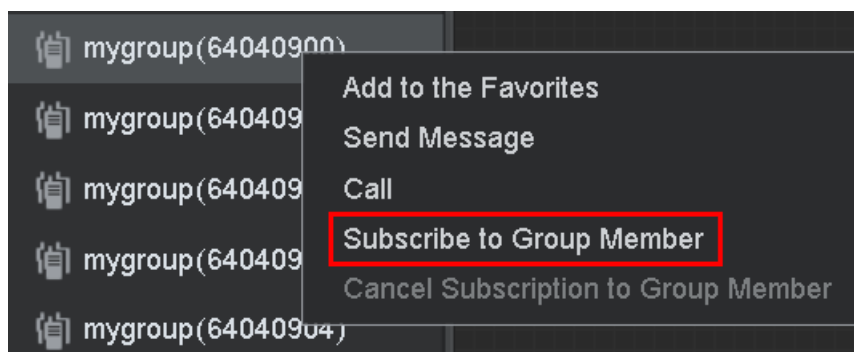 mygroup(64040900)
Add to the Favorites
mygroup(640409
Send Message
mygroup(640409
Call
Subscribe to Group Member
mygroup(640409
Cancel Subscription to Group Member
mygroup(64040904)